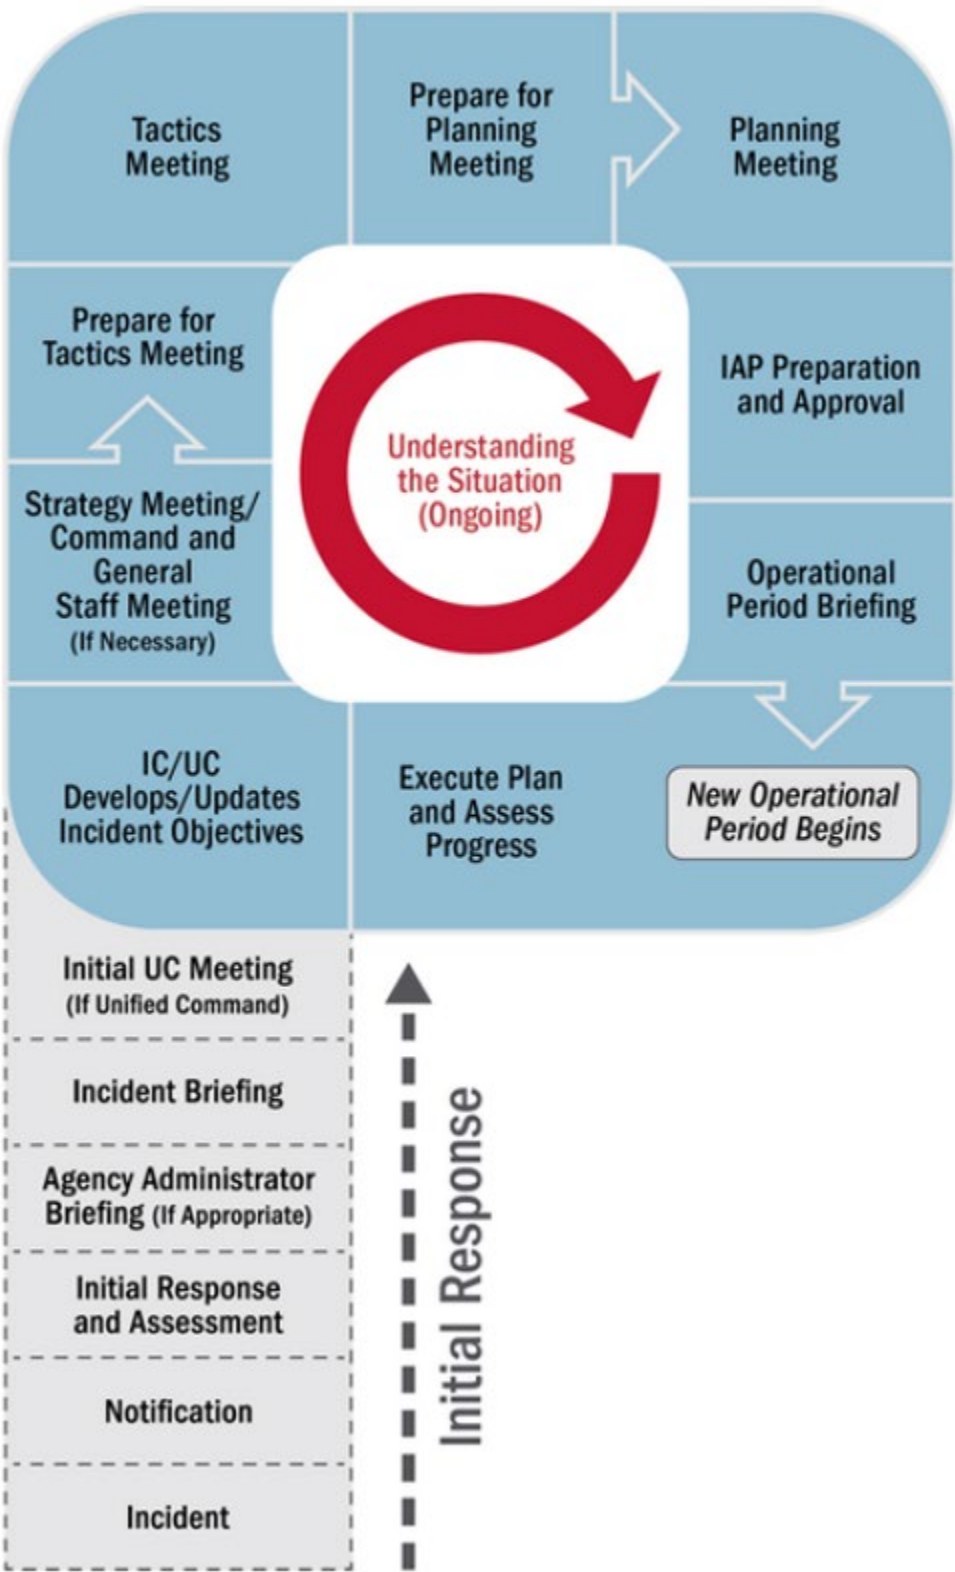 Tactics
Meeting
Prepare for
Planning
Meeting
Planning
Meeting
Prepare for
Tactics Meeting
Understanding
the Situation
(Ongoing)
IAP Preparation
and Approval
Strategy Meeting/
Command and
General
Staff Meeting
(If Necessary)
Operational
Period Briefing
IC/UC
Develops/Updates
Incident Objectives
Execute Plan
and Assess
Progress
New Operational
Period Begins
Initial UC Meeting
(If Unified Command)
Incident Briefing
Agency Administrator
Briefing (If Appropriate)
Initial Response
and Assessment
Notification
Incident
Initial Response